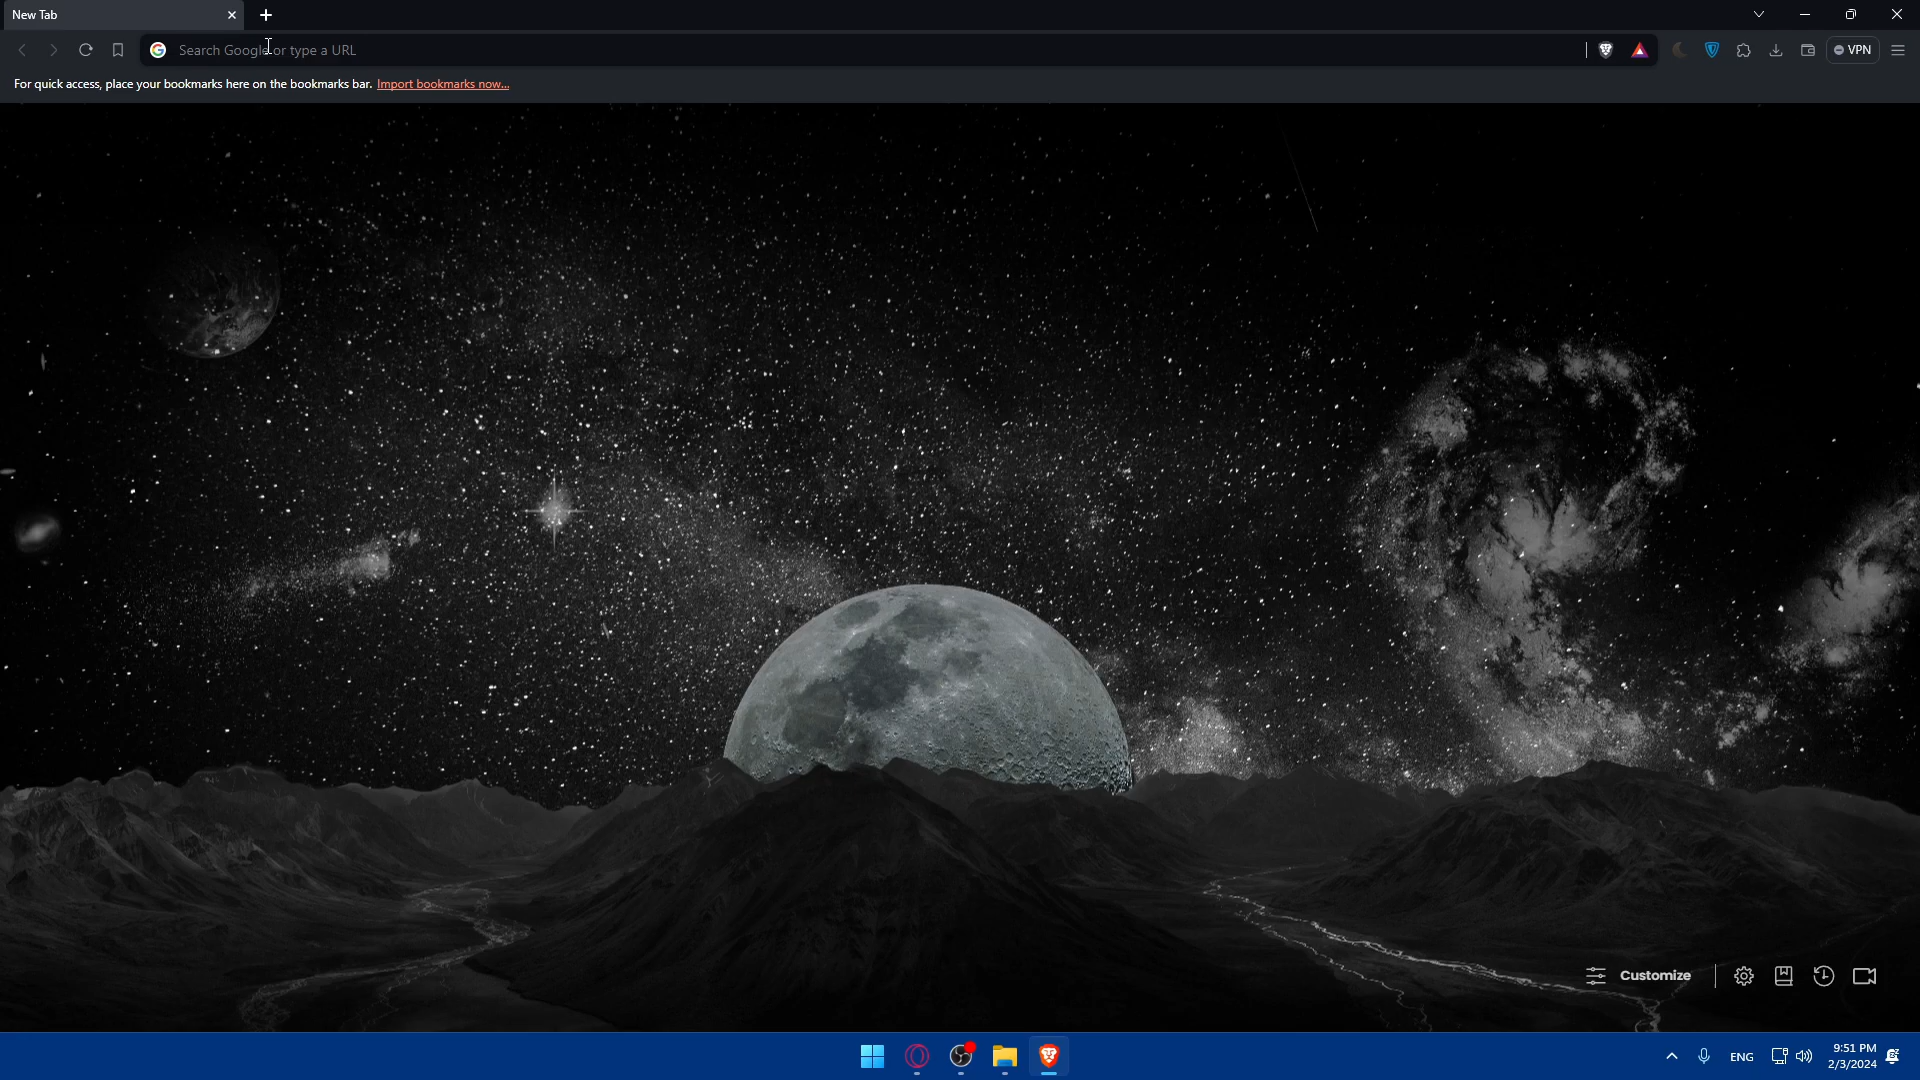 New Tab
Search Google or type a URL
VPN
For quick access, place your bookmarks here on the bookmarks bar. Import bookmarks now...
Customize
ENG
9:51 PM
2/3/2024